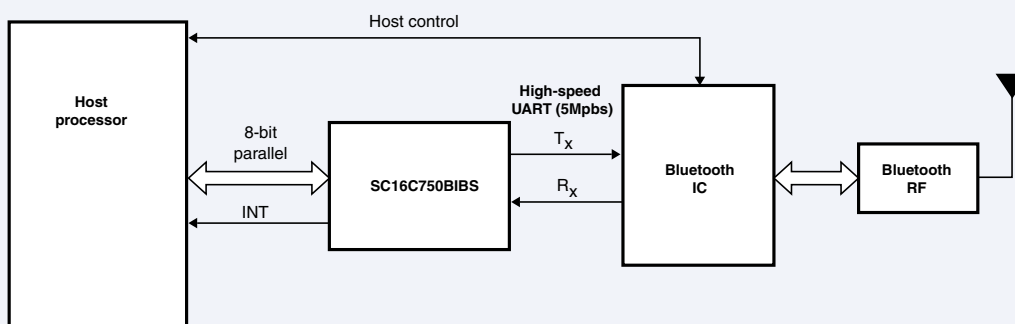 Host control
Host
processor
8-bit
parallel
INT
SC16C750BIBS
High-speed
UART (5Mpbs)
Tx
Rx
Bluetooth
IC
Bluetooth
RF